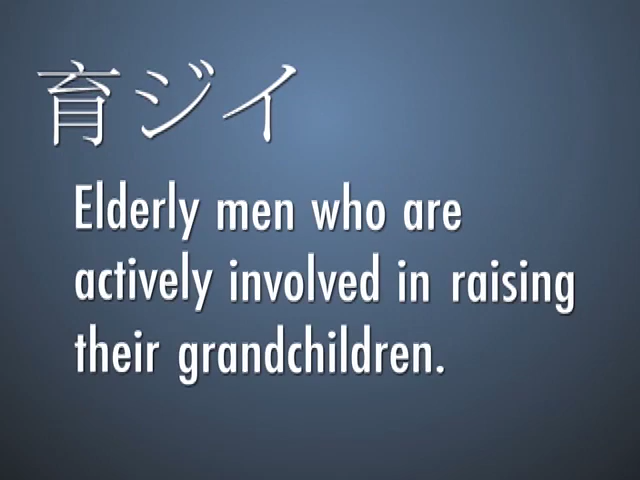 育ジイ
Elderly men who are
actively involved in raising
their grandchildren.